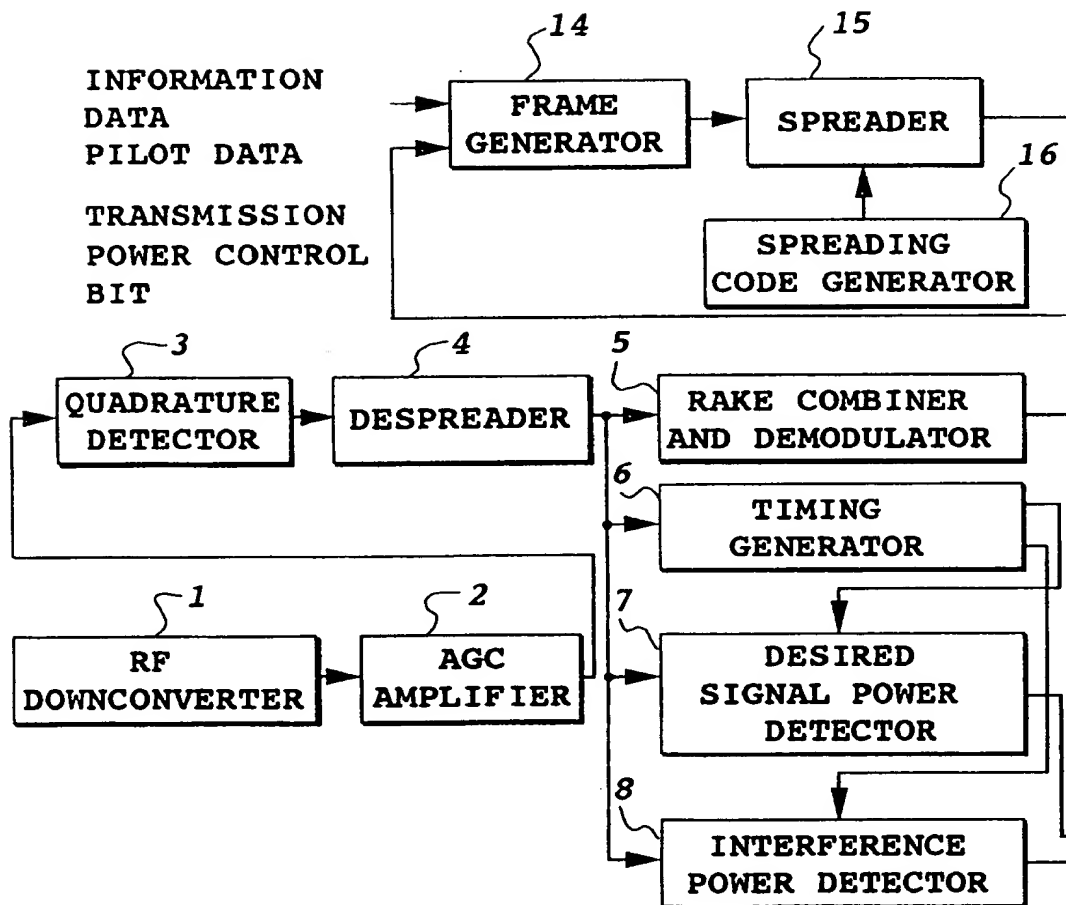 14
15
INFORMATION
DATA
PILOT DATA
FRAME
GENERATOR
SPREADER
16
TRANSMISSION
POWER CONTROL
BIT
SPREADING
CODE GENERATOR
3
4
5
QUADRATURE
DETECTOR
DESPREADER
RAKE COMBINER
AND DEMODULATOR
6
TIMING
GENERATOR
1
2
7
RF
DOWNCONVERTER
AGC
AMPLIFIER
DESIRED
SIGNAL POWER
DETECTOR
8
INTERFERENCE
POWER DETECTOR